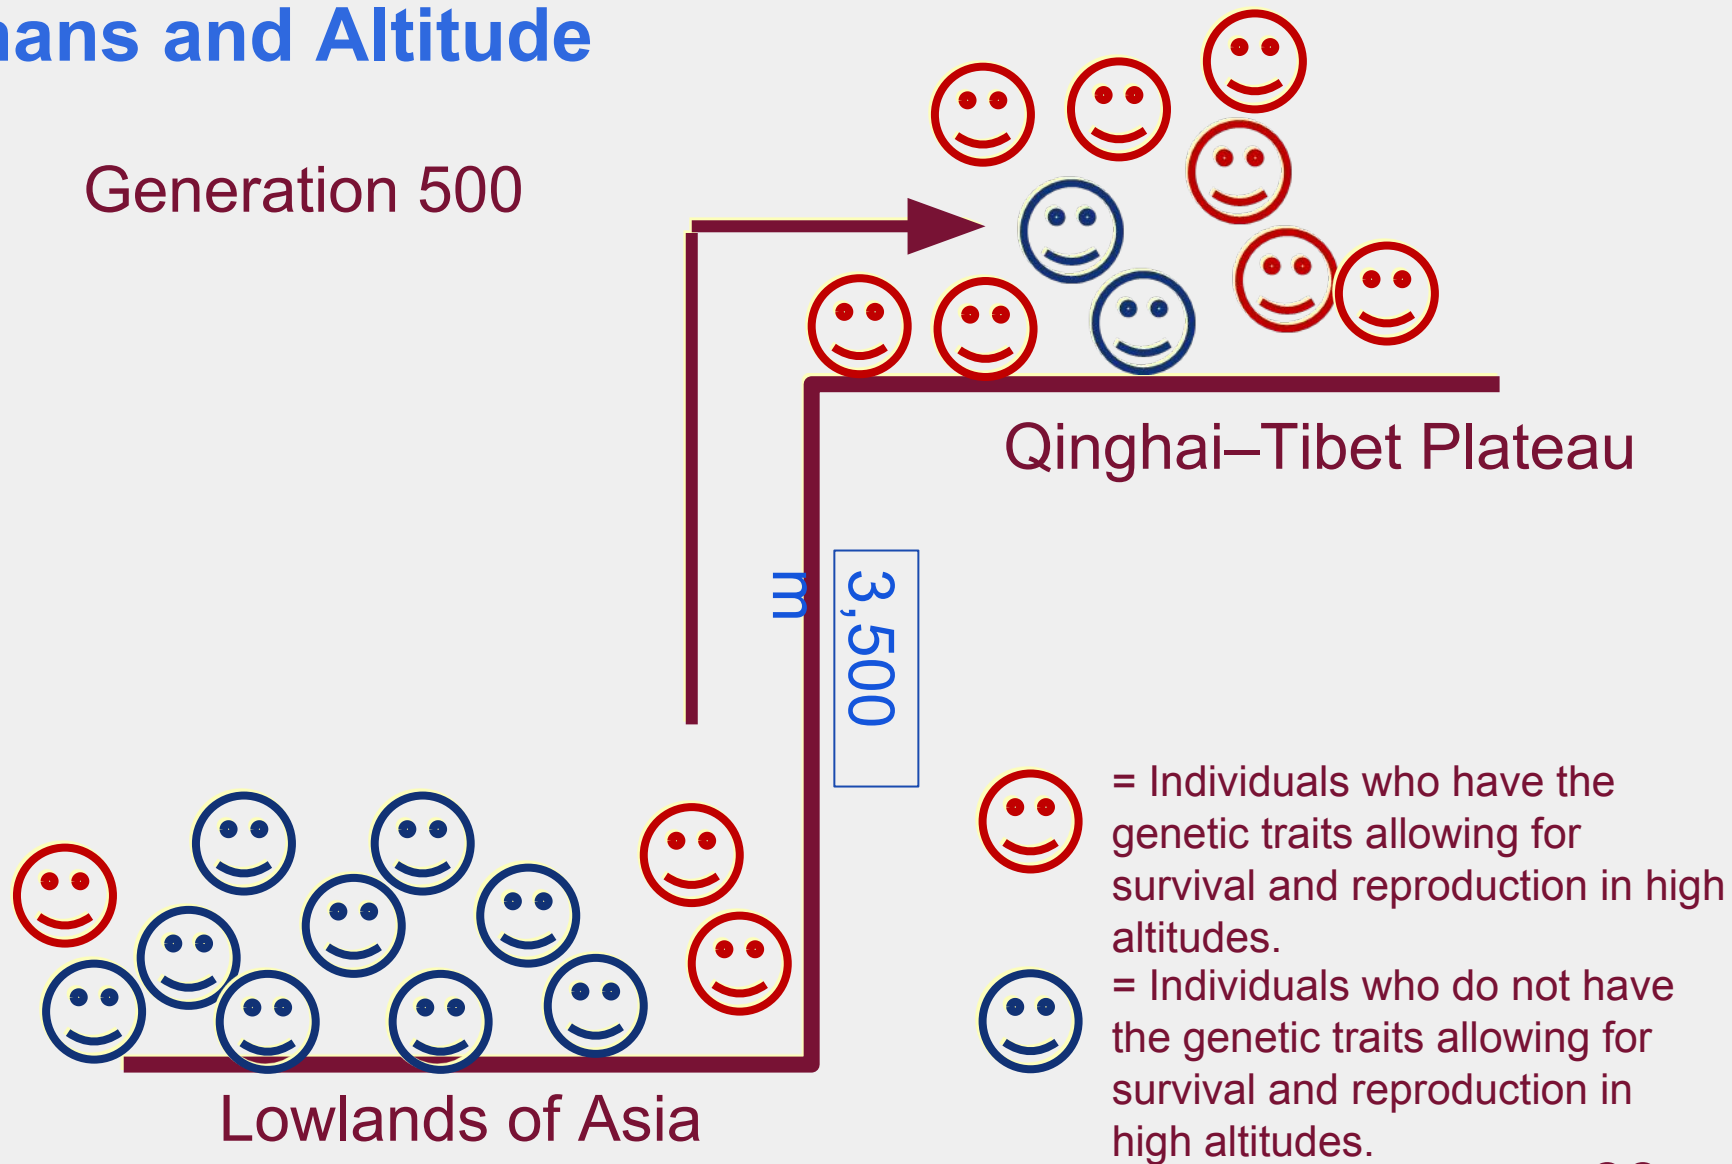 mans and Altitude
Generation 500
Qinghai–Tibet Plateau
3,500
m
= Individuals who have the
genetic traits allowing for
survival and reproduction in high
altitudes.
= Individuals who do not have
the genetic traits allowing for
survival and reproduction in
high altitudes.
Lowlands of Asia